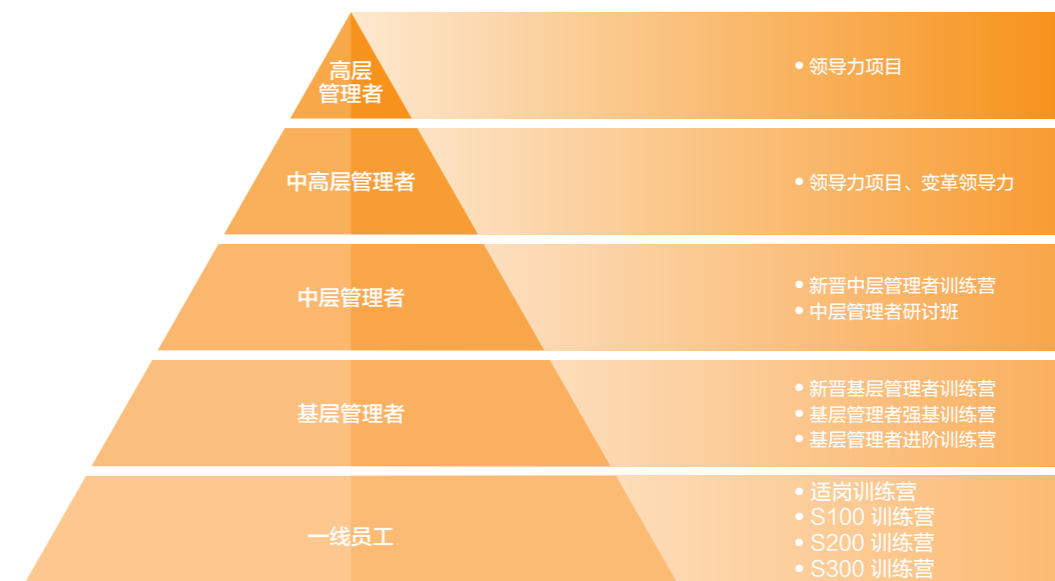 高层
管理者
• 领导力项目
中高层管理者
• 领导力项目、变革领导力
中层管理者
• 新晋中层管理者训练营
• 中层管理者研讨班
基层管理者
• 新晋基层管理者训练营
• 基层管理者强基训练营
• 基层管理者进阶训练营
一线员工
• 适岗训练营
• S100 训练营
• S200 训练营
• S300 训练营